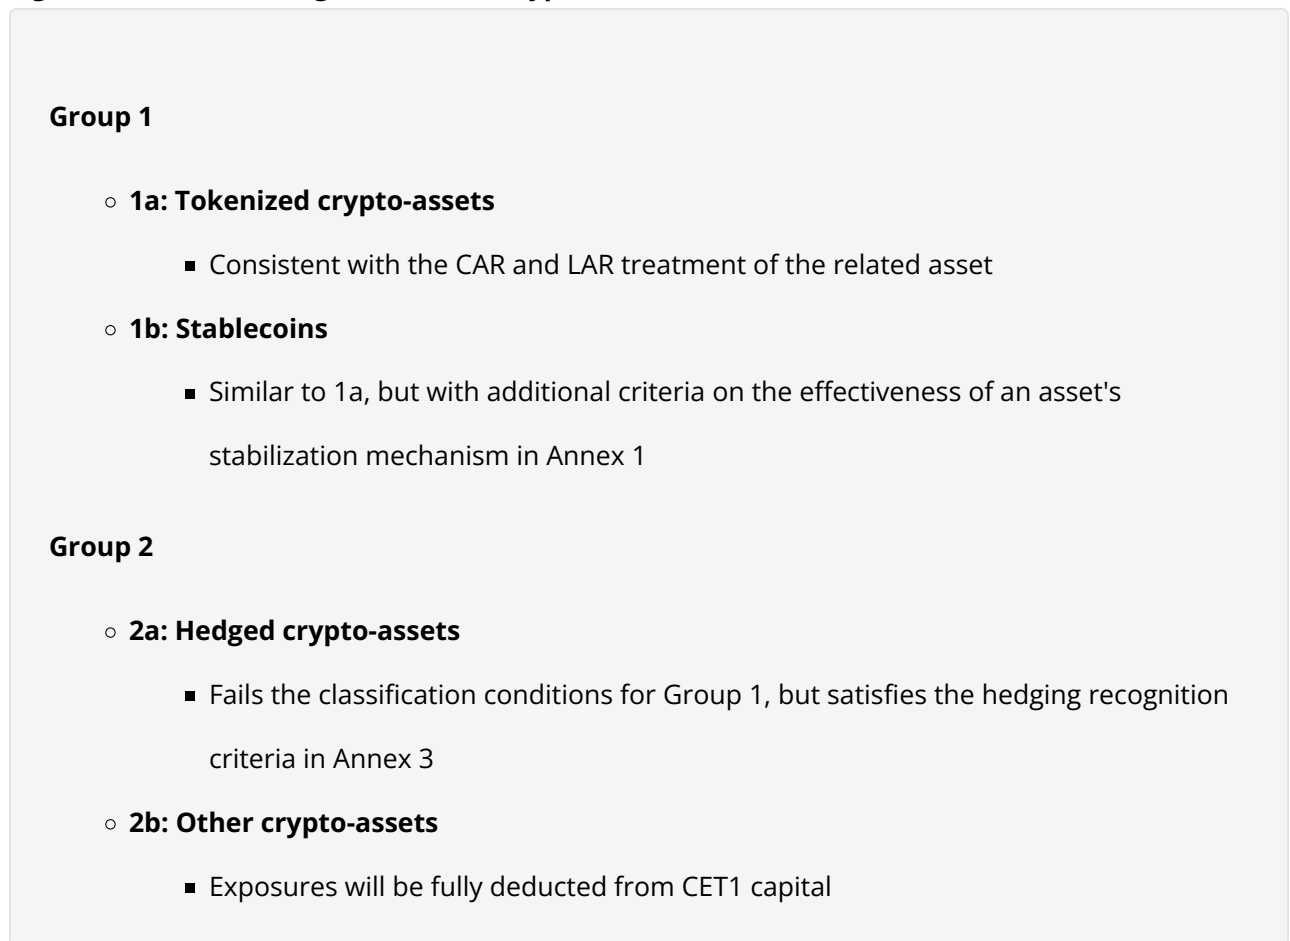 Group 1
1a: Tokenized crypto-assets
Consistent with the CAR and LAR treatment of the related asset
1b: Stablecoins
Similar to 1a, but with additional criteria on the effectiveness of an asset's
stabilization mechanism in Annex 1
Group 2
2a: Hedged crypto-assets
Fails the classification conditions for Group 1, but satisfies the hedging recognition
criteria in Annex 3
2b: Other crypto-assets
Exposures will be fully deducted from CET1 capital